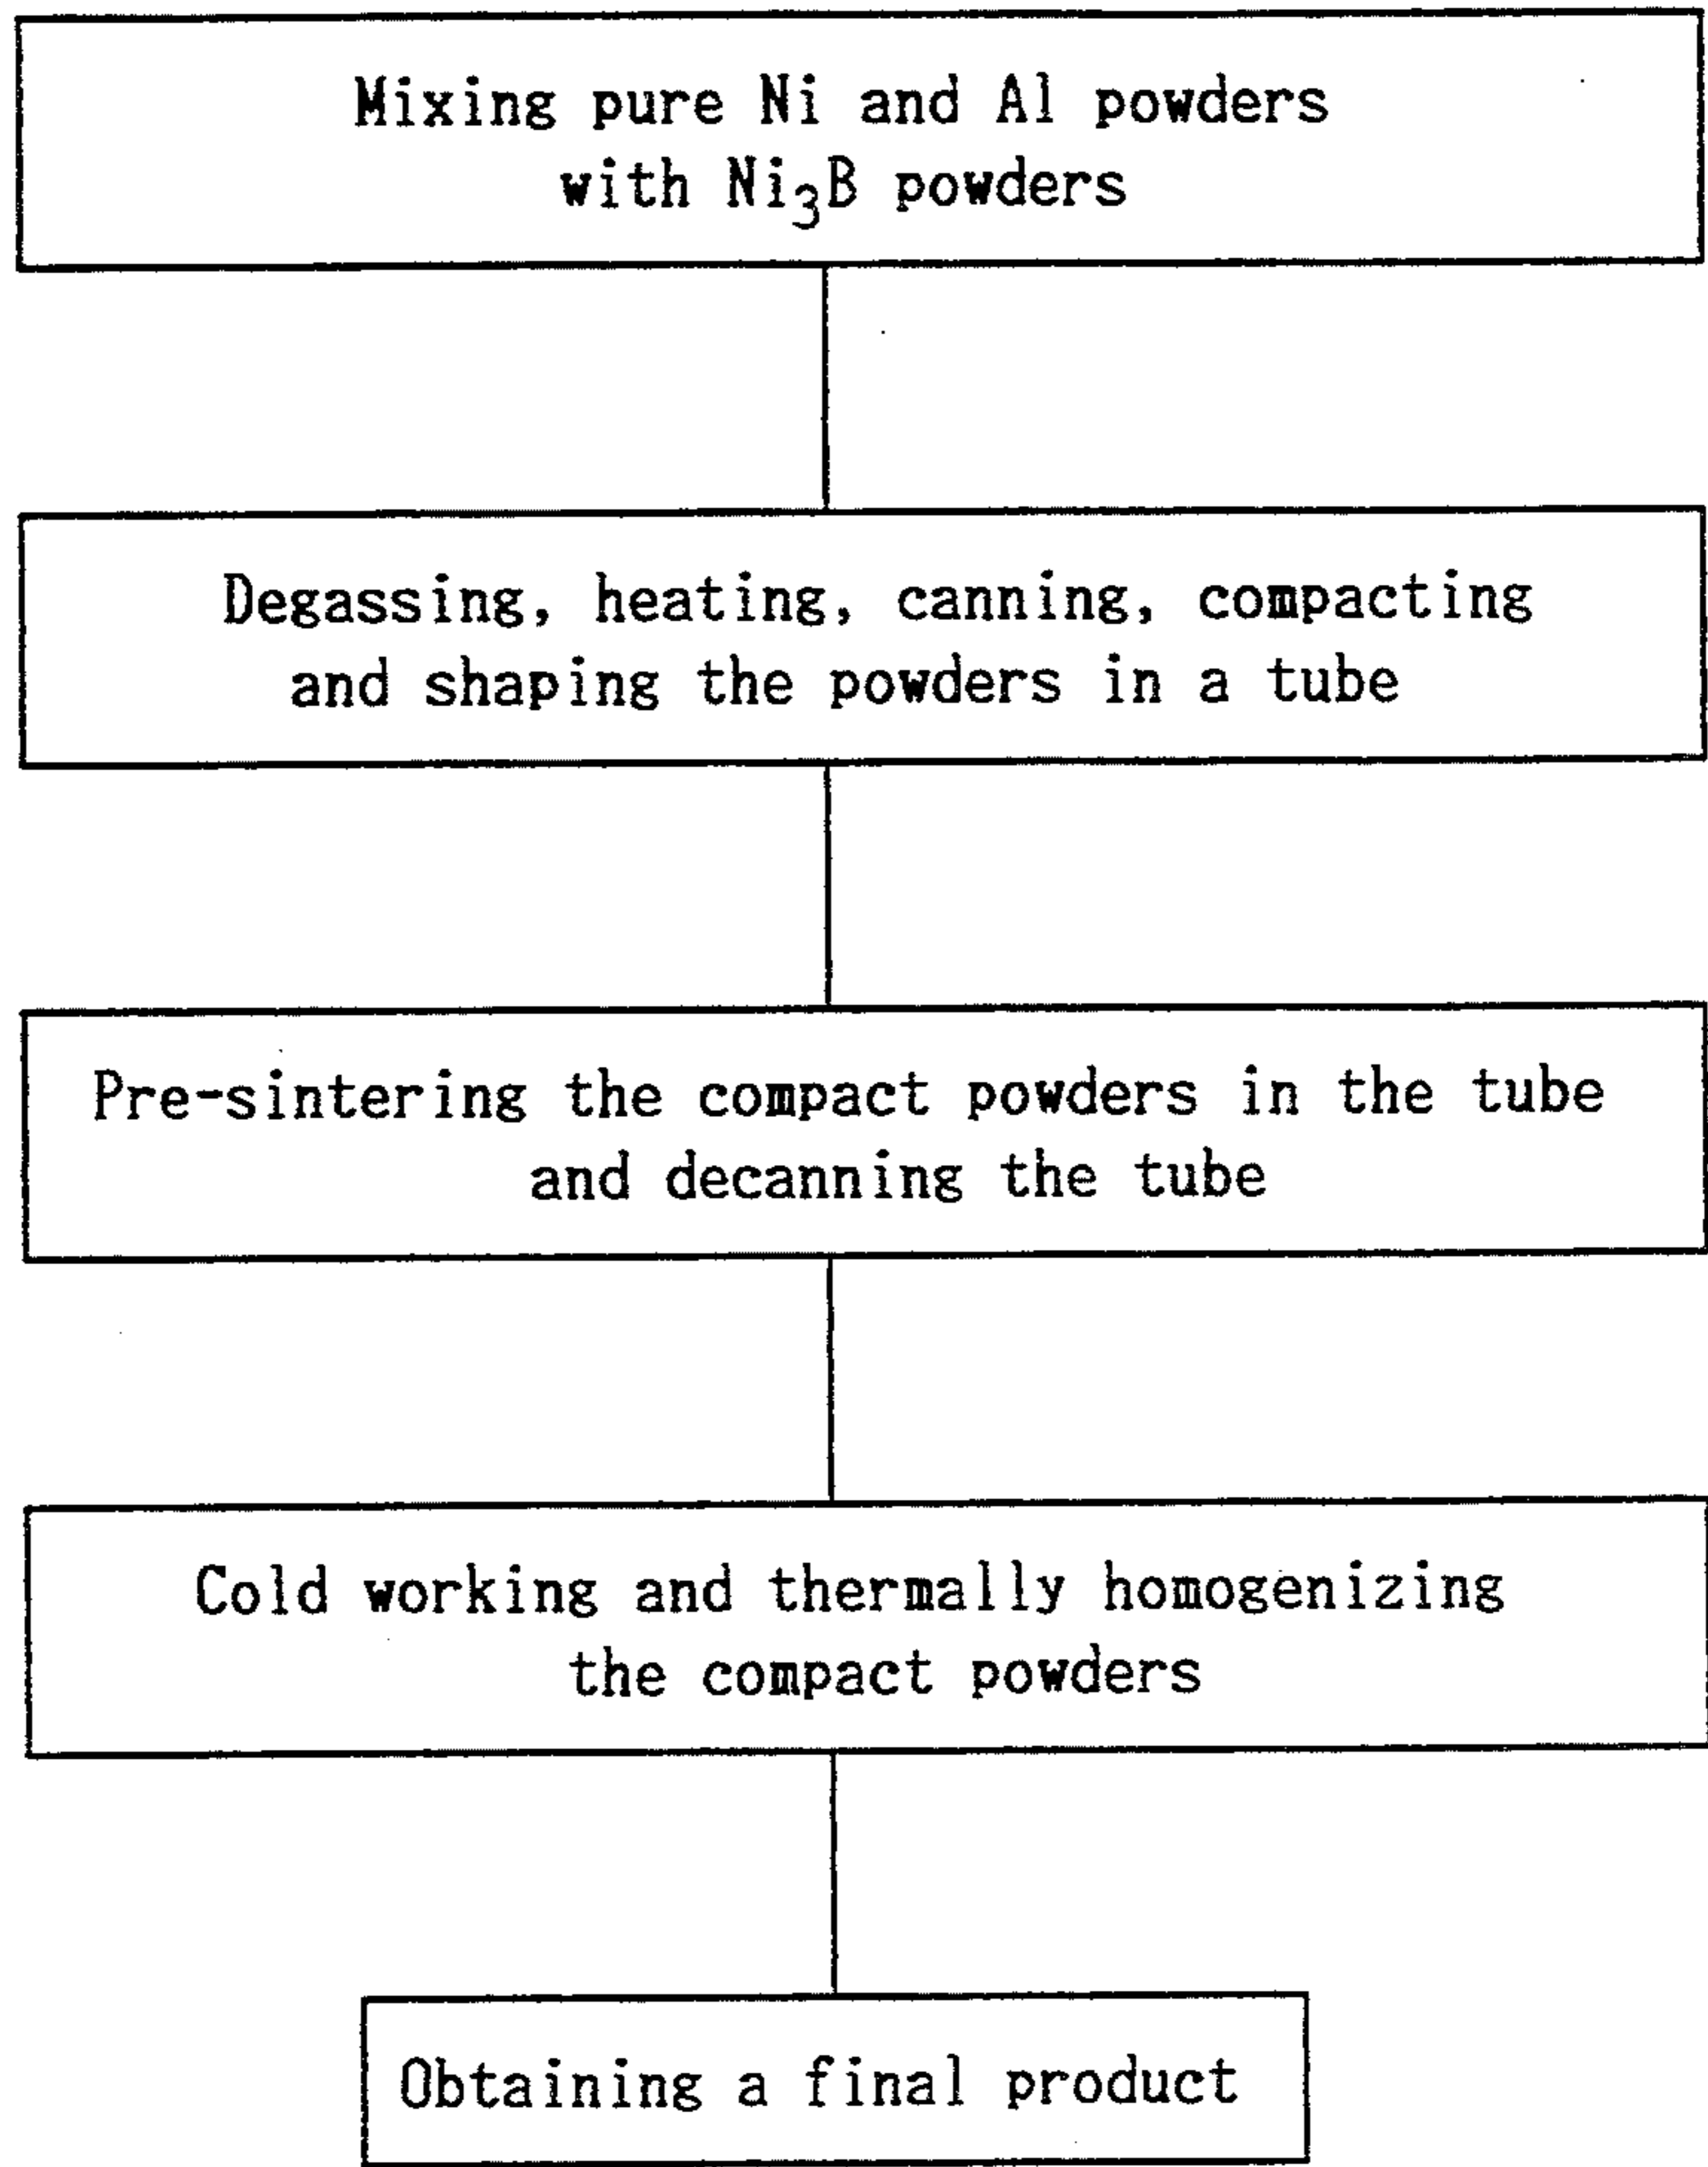 Mixing pure Ni and Al powders
with Ni₃B powders
Degassing, heating, canning, compacting
and shaping the powders in a tube
Pre-sintering the compact powders in the tube
and decanning the tube
Cold working and thermally homogenizing
the compact powders
Obtaining a final product